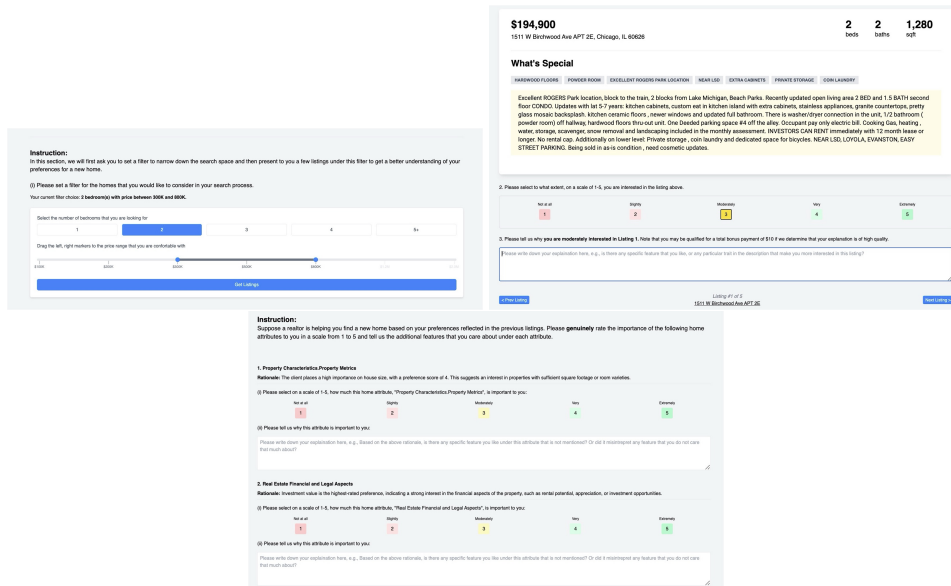 Instruction:
In this section, we will first ask you to set a filter to narrow down the search space and then present to you a few listings under this filter to get a better understanding of your
preferences for a new home.
(i) Please set a filter for the homes that you would like to consider in your search process.
Your current filter choice: 2 bedroom(s) with price between 300K and 800K.
Select the number of bedrooms that you are looking for
1 2 3 4 5+
Drag the left, right markers to the price range that you are comfortable with
Get Listings
$194,900 2 2 1,280
1511 W Birchwood Ave APT 2E, Chicago, IL 60626 beds baths sqft
What's Special
HARDWOOD FLOORS POWDER ROOM EXCELLENT ROGERS PARK LOCATION NEAR LSD EXTRA CABINETS PRIVATE STORAGE COIN LAUNDRY
Excellent ROGERS Park location, block to the train, 2 blocks from Lake Michigan, Beach Parks. Recently updated open living area 2 BED and 1.5 BATH second
floor CONDO. Updates with lat 5-7 years: kitchen cabinets, custom eat in kitchen island with extra cabinets, stainless appliances, granite countertops, pretty
glass mosaic backsplash. kitchen ceramic floors , newer windows and updated full bathroom. There is washer/dryer connection in the unit, 1/2 bathroom (
powder room) off hallway, hardwood floors thru-out unit. One Deeded parking space #4 off the alley. Occupant pay only electric bill. Cooking Gas, heating ,
water, storage, scavenger, snow removal and landscaping included in the monthly assessment. INVESTORS CAN RENT immediately with 12 month lease or
longer. No rental cap. Additionally on lower level: Private storage , coin laundry and dedicated space for bicycles. NEAR LSD, LOYOLA, EVANSTON, EASY
STREET PARKING. Being sold in as-is condition , need cosmetic updates.
2. Please select to what extent, on a scale of 1-5, you are interested in the listing above.
Not at all Slightly Moderately Very Extremely
1 2 3 4 5
3. Please tell us why you are moderately interested in Listing 1. Note that you may be qualified for a total bonus payment of $10 if we determine that your explanation is of high quality.
Please write down your explaination here, e.g., is there any specific feature that you like, or any particular trait in the description that make you more interested in this listing?
< Prev Listing Listing #1 of 5 Next Listing >
1511 W Birchwood Ave APT 2E
Instruction:
Suppose a realtor is helping you find a new home based on your preferences reflected in the previous listings. Please genuinely rate the importance of the following home
attributes to you in a scale from 1 to 5 and tell us the additional features that you care about under each attribute.
1. Property Characteristics.Property Metrics
Rationale: The client places a high importance on house size, with a preference score of 4. This suggests an interest in properties with sufficient square footage or room varieties.
(i) Please select on a scale of 1-5, how much this home attribute, "Property Characteristics.Property Metrics", is important to you:
Not at all Slightly Moderately Very Extremely
1 2 3 4 5
(ii) Please tell us why this attribute is important to you:
Please write down your explaination here, e.g., Based on the above rationale, is there any specific feature you like under this attribute that is not mentioned? Or did it misinterpret any feature that you do not care
that much about?
2. Real Estate Financial and Legal Aspects
Rationale: Investment value is the highest-rated preference, indicating a strong interest in the financial aspects of the property, such as rental potential, appreciation, or investment opportunities.
(i) Please select on a scale of 1-5, how much this home attribute, "Real Estate Financial and Legal Aspects", is important to you:
Not at all Slightly Moderately Very Extremely
1 2 3 4 5
(ii) Please tell us why this attribute is important to you:
Please write down your explaination here, e.g., Based on the above rationale, is there any specific feature you like under this attribute that is not mentioned? Or did it misinterpret any feature that you do not care
that much about?